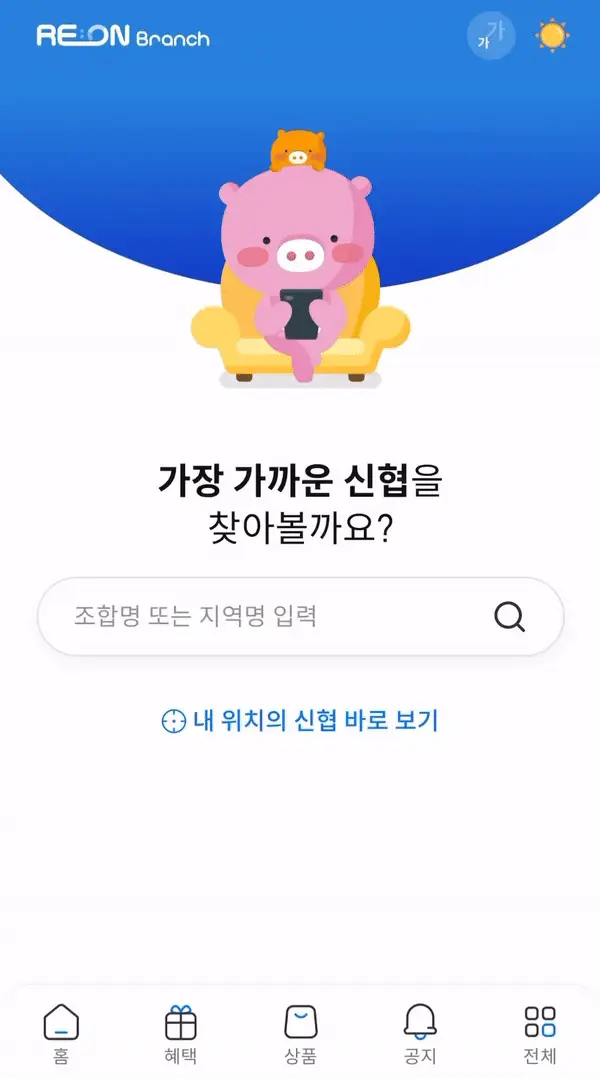 RE:ON Branch
가 가
가장 가까운 신협을
찾아볼까요?
조합명 또는 지역명 입력
내 위치의 신협 바로 보기
홈 혜택 상품 공지 전체